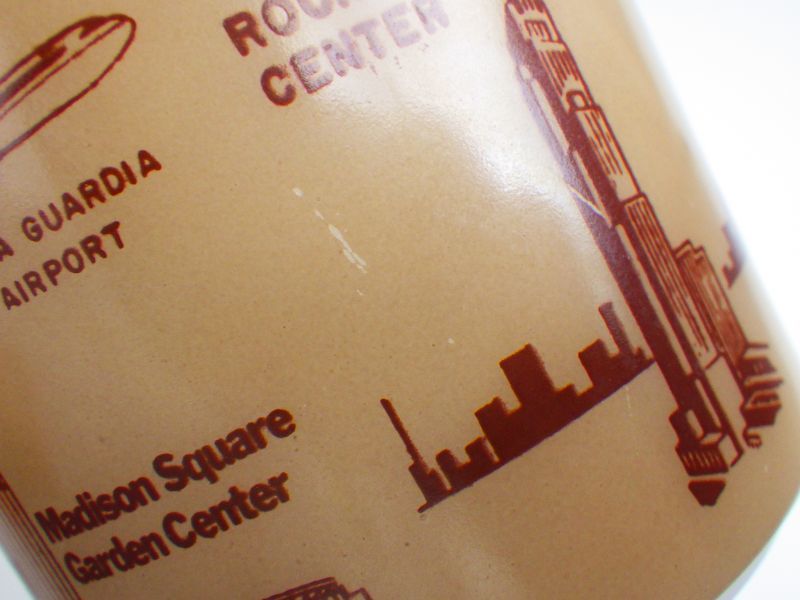 CENTER
GUARDIA
AIRPORT
Madison Square
Garden Center